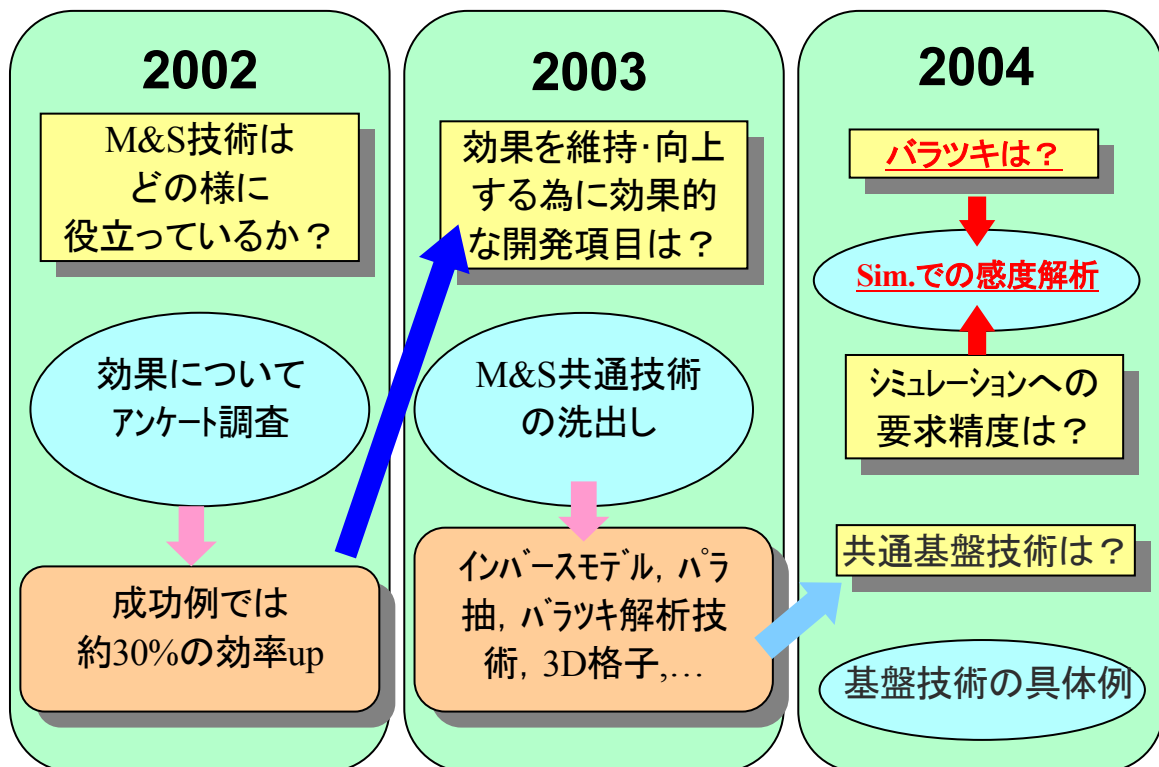 2002
M&S技術は
どの様に
役立っているか？
効果について
アンケート調査
成功例では
約30%の効率up
2003
効果を維持・向上
する為に効果的
な開発項目は？
M&S共通技術
の洗出し
インバースモデル, パラ
抽, バラツキ解析技
術, 3D格子,…
2004
バラツキは？
Sim.での感度解析
シミュレーションへの
要求精度は？
共通基盤技術は？
基盤技術の具体例